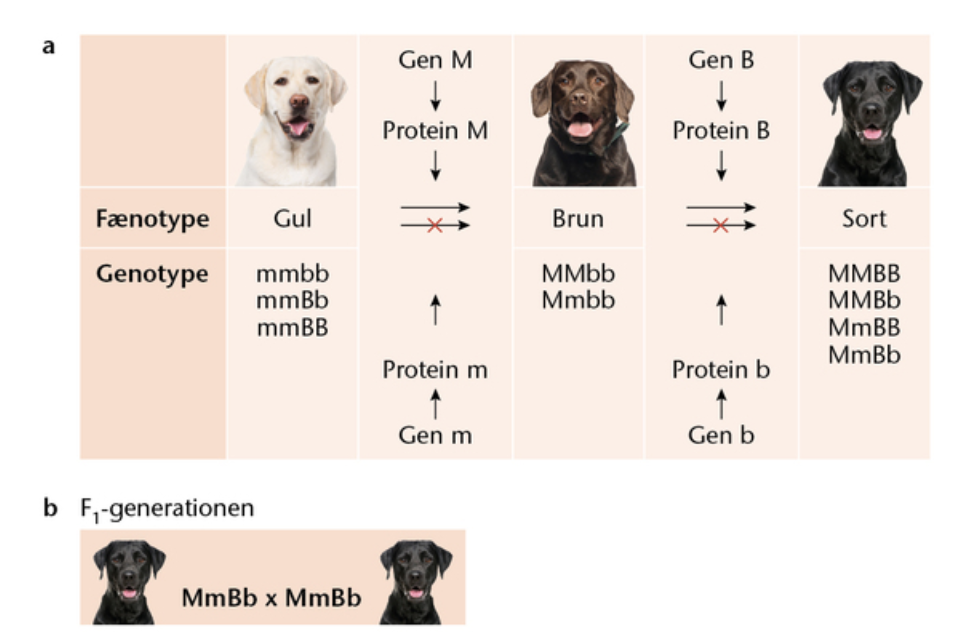 a
Gen M
Gen B
Protein M
Protein B
Fænotype Gul Brun Sort
Genotype mmbb MMbb MMBB
mmBb Mmbb MMBb
mmBB MmBB
MmBb
Protein m Protein b
Gen m Gen b
b F₁-generationen
MmBb x MmBb